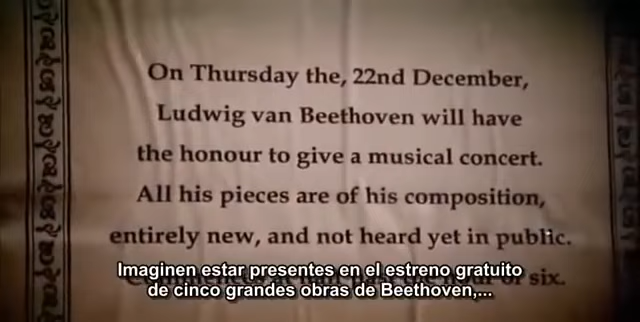 On Thursday the, 22nd December,
Ludwig van Beethoven will have
the honour to give a musical concert.
All his pieces are of his composition,
entirely new, and not heard yet in public.
six.
Imaginen estar presentes en el estreno gratuito
de cinco grandes obras de Beethoven,...